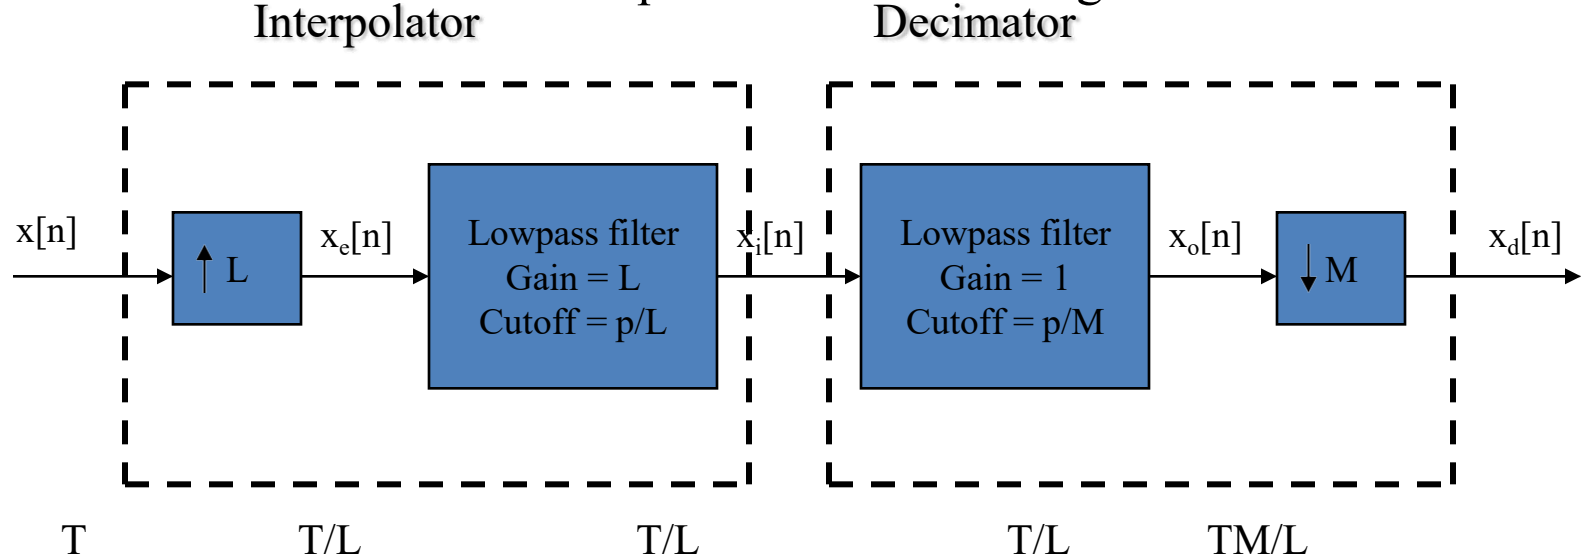 Interpolator
Decimator
x[n]
↑ L
xe[n]
Lowpass filter
Gain = L
Cutoff = p/L
xi[n]
Lowpass filter
Gain = 1
Cutoff = p/M
xo[n]
↓ M
xd[n]
T
T/L
T/L
T/L
TM/L